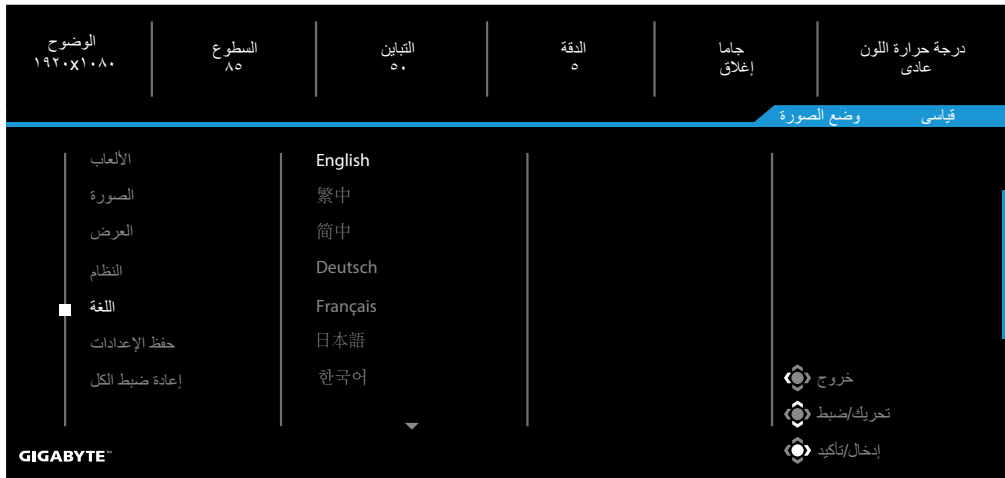 الوضوح
١٩٢٠x١٠٨٠
السطوع
٨٥
التباين
٥٠
الدقة
٥
جاما
إغلاق
درجة حرارة اللون
عادى
وضع الصورة
قياسى
الألعاب
الصورة
العرض
النظام
اللغة
حفظ الإعدادات
إعادة ضبط الكل
English
繁中
简中
Deutsch
Français
日本語
한국어
خروج
تحريك/ضبط
إدخال/تأكيد
GIGABYTE™